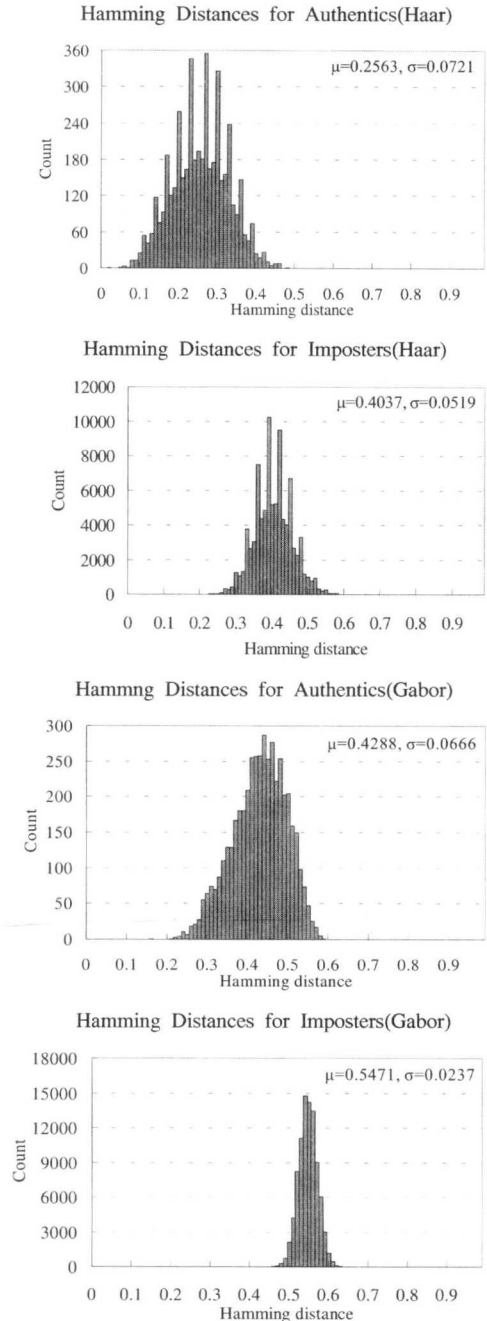 Hamming Distances for Authentics(Haar)
μ=0.2563, σ=0.0721
360
300
240
180
120
60
0
Count
0 0.1 0.2 0.3 0.4 0.5 0.6 0.7 0.8 0.9
Hamming distance
Hamming Distances for Imposters(Haar)
μ=0.4037, σ=0.0519
12000
10000
8000
6000
4000
2000
0
Count
0 0.1 0.2 0.3 0.4 0.5 0.6 0.7 0.8 0.9
Hamming distance
Hammng Distances for Authentics(Gabor)
μ=0.4288, σ=0.0666
300
250
200
150
100
50
0
Count
0 0.1 0.2 0.3 0.4 0.5 0.6 0.7 0.8 0.9
Hamming distance
Hamming Distances for Imposters(Gabor)
μ=0.5471, σ=0.0237
18000
15000
12000
9000
6000
3000
0
Count
0 0.1 0.2 0.3 0.4 0.5 0.6 0.7 0.8 0.9
Hamming distance